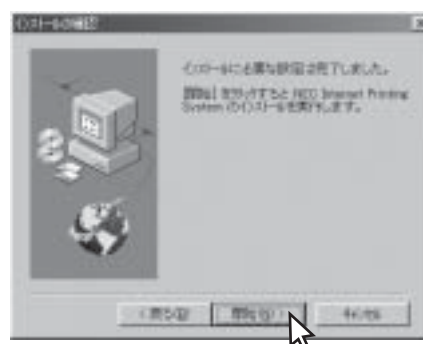 インストールの確認
インストールに必要な設定は完了しました。
[開始] をクリックすると NEC Internet Printing
System のインストールを実行します。
< 戻る(B)
開始(S) >
キャンセル